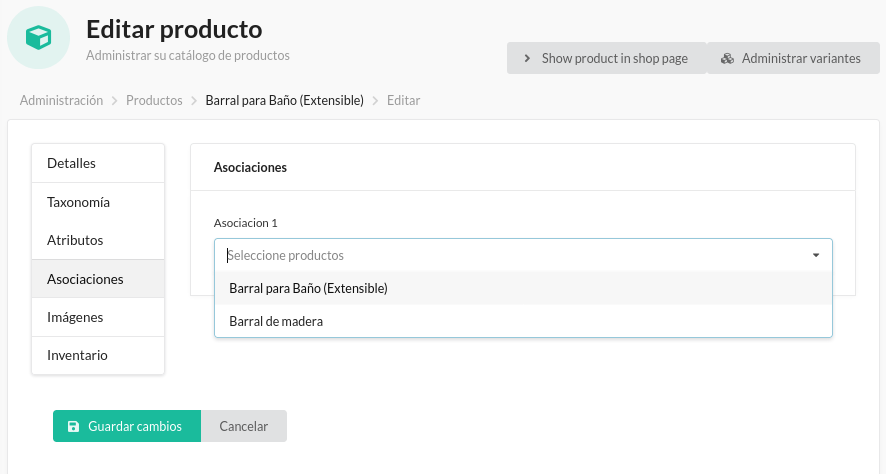 Editar producto
Administrar su catálogo de productos
Show product in shop page
Administrar variantes
Administración > Productos > Barral para Baño (Extensible) > Editar
Detalles
Taxonomía
Atributos
Asociaciones
Imágenes
Inventario
Asociaciones
Asociacion 1
Seleccione productos
Barral para Baño (Extensible)
Barral de madera
Guardar cambios
Cancelar